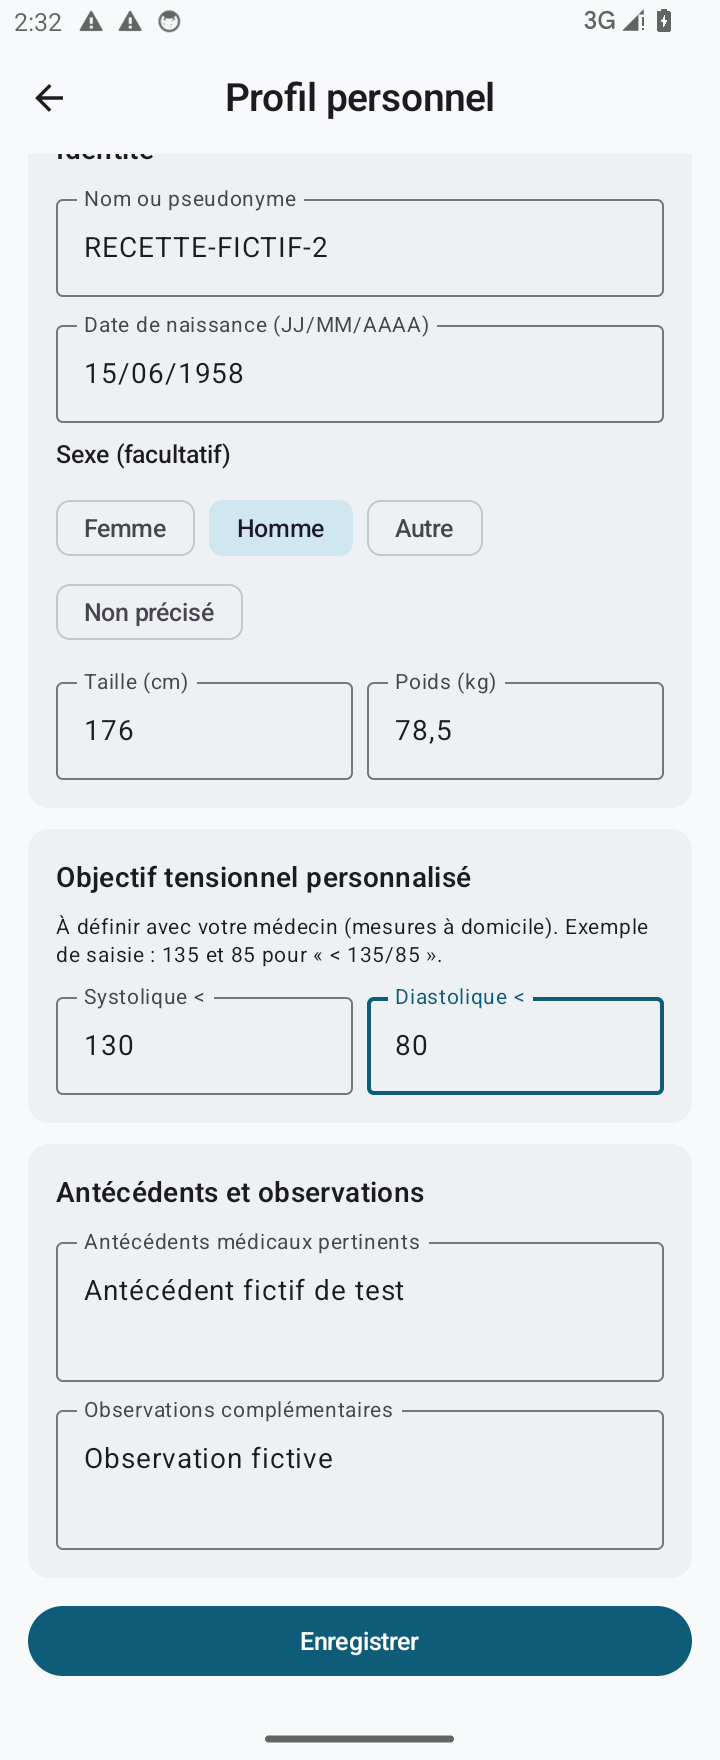 2:32
3G
Profil personnel
Identité
Nom ou pseudonyme
RECETTE-FICTIF-2
Date de naissance (JJ/MM/AAAA)
15/06/1958
Sexe (facultatif)
Femme
Homme
Autre
Non précisé
Taille (cm)
Poids (kg)
176
78,5
Objectif tensionnel personnalisé
À définir avec votre médecin (mesures à domicile). Exemple
de saisie : 135 et 85 pour « < 135/85 ».
Systolique <
Diastolique <
130
80
Antécédents et observations
Antécédents médicaux pertinents
Antécédent fictif de test
Observations complémentaires
Observation fictive
Enregistrer